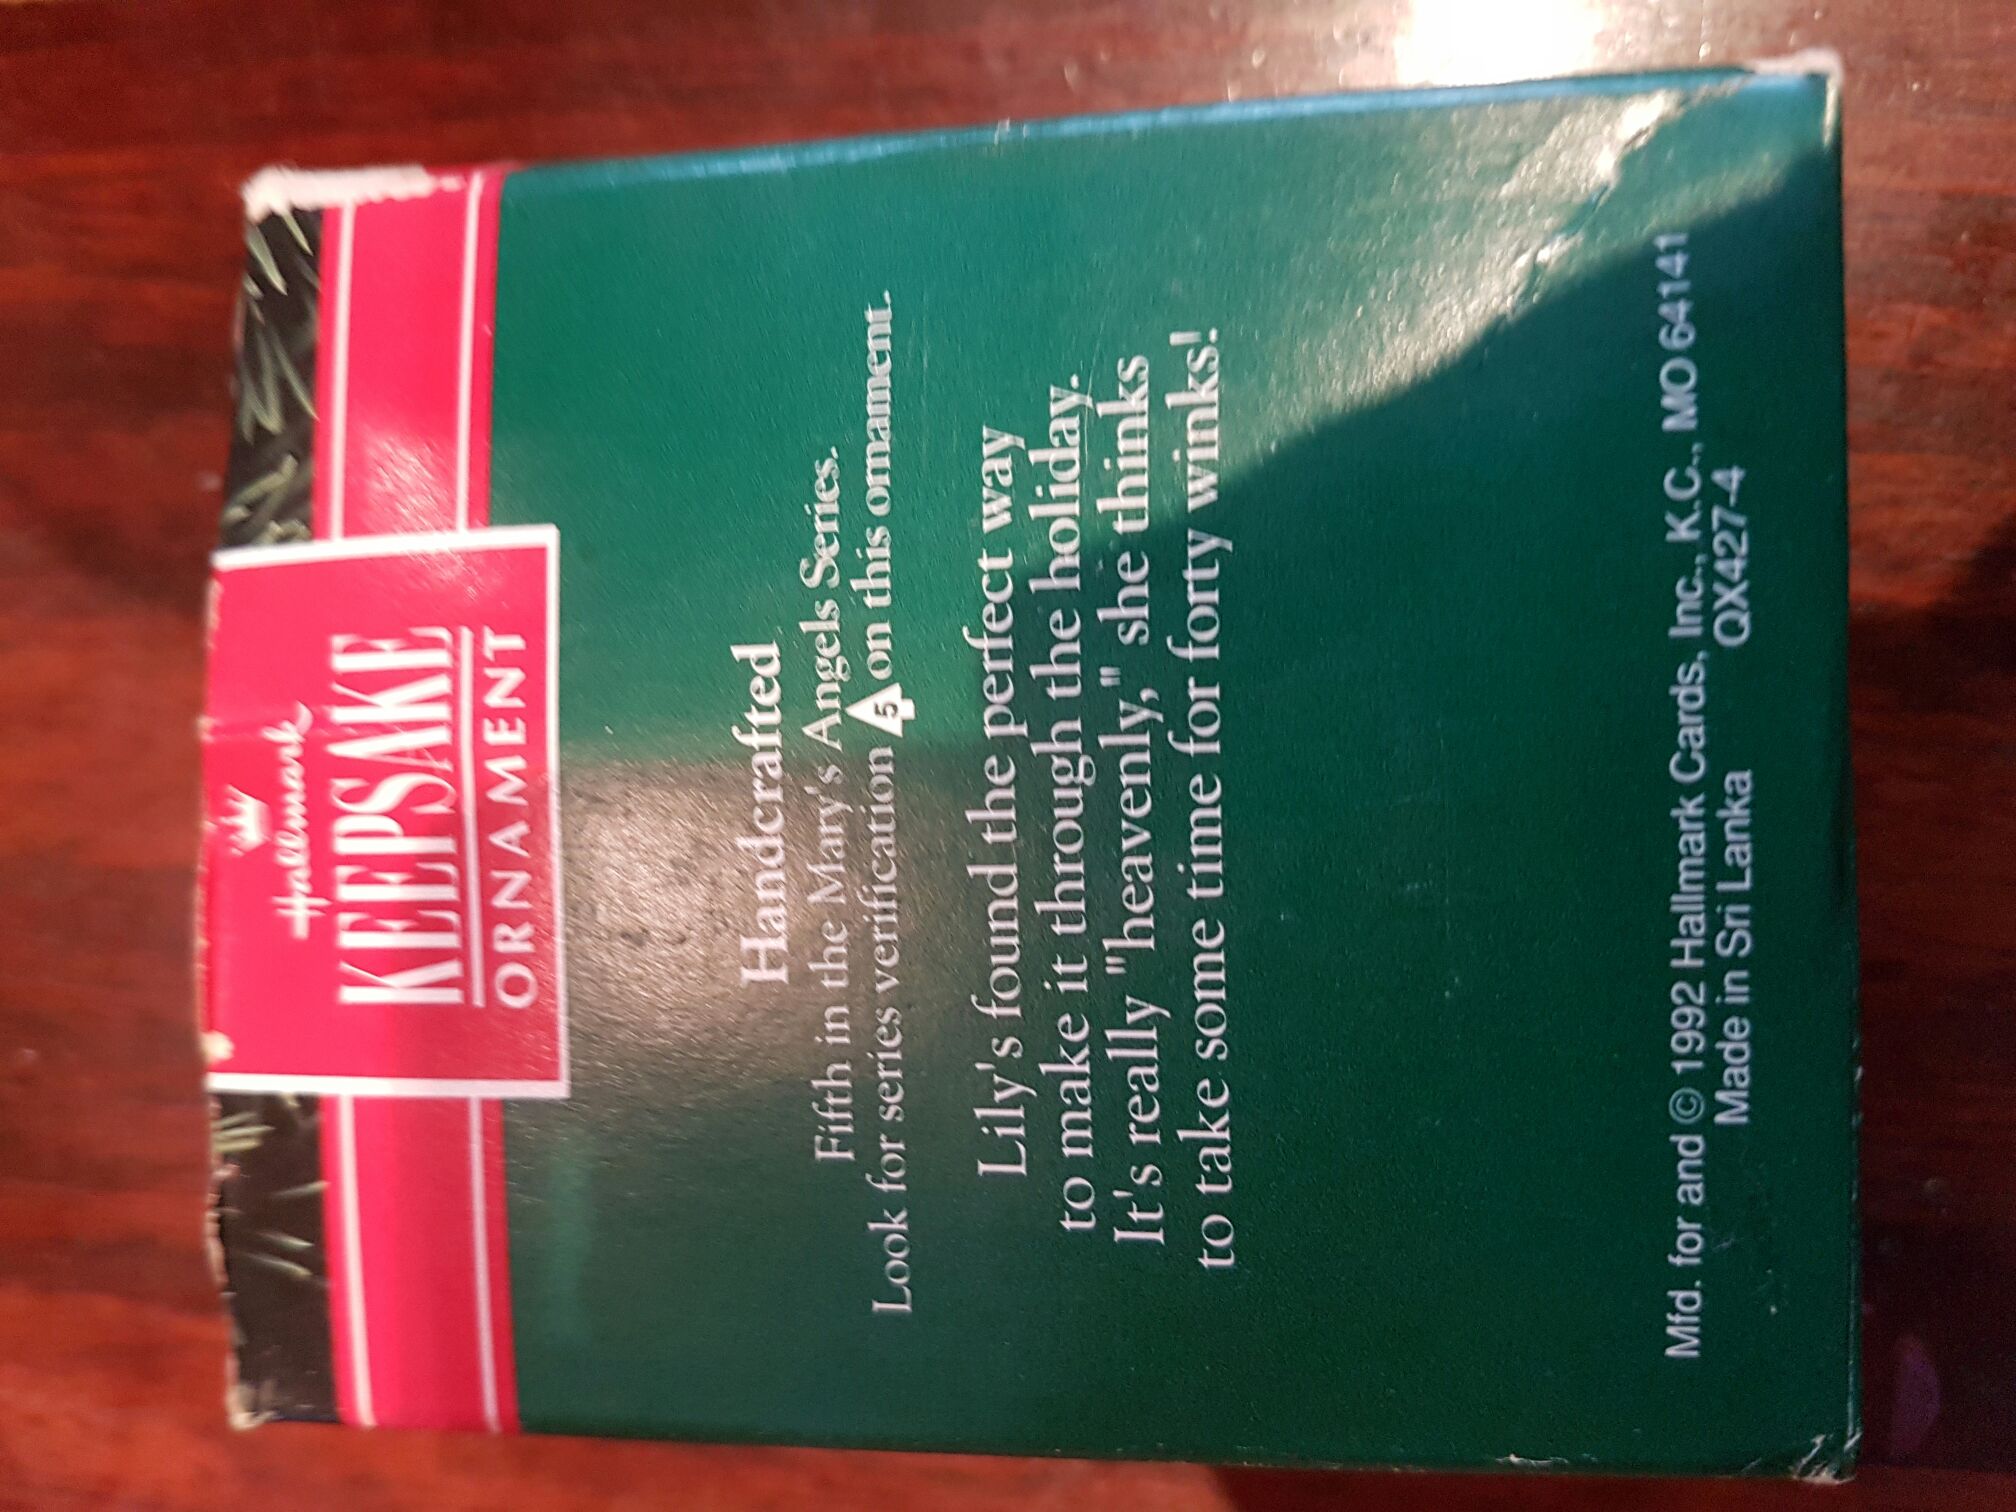 Hallmark
KEEPSAKE
ORNAMENT
Handcrafted
Fifth in the Mary's Angels Series.
Look for series verification 5 on this ornament.
Lily's found the perfect way
to make it through the holiday.
It's really "heavenly," she thinks
to take some time for forty winks!
Mfd. for and © 1992 Hallmark Cards, Inc., K.C., MO 64141
Made in Sri Lanka QX427-4